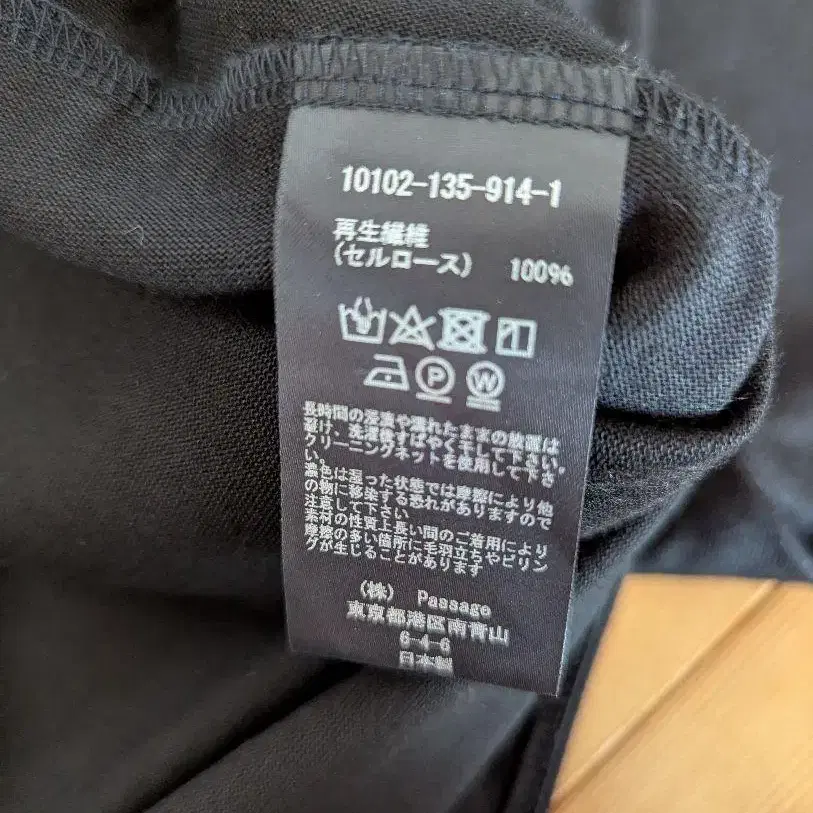 10102-135-914-1
再生繊維
(セルロース) 100%
P W
長時間の浸漬や濡れたままの放置は
避け、洗濯後すばやく干して下さい。
クリーニングネットを使用して下さ
い。
濃色は湿った状態では摩擦により他
の物に移染する恐れがありますので
注意して下さい
素材の性質上長い間のご着用により
摩擦の多い箇所に毛羽立ちやピリン
グが生じることがあります
(株) Passage
東京都港区南青山
6-4-6
日本製